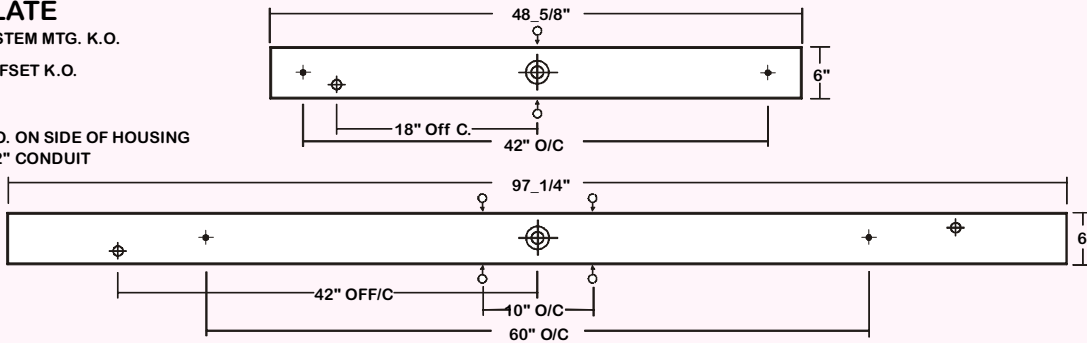 LATE
STEM MTG. K.O.
FSET K.O.
O. ON SIDE OF HOUSING
2" CONDUIT
48_5/8"
6"
18" Off C.
42" O/C
97_1/4"
6
42" OFF/C
10" O/C
60" O/C